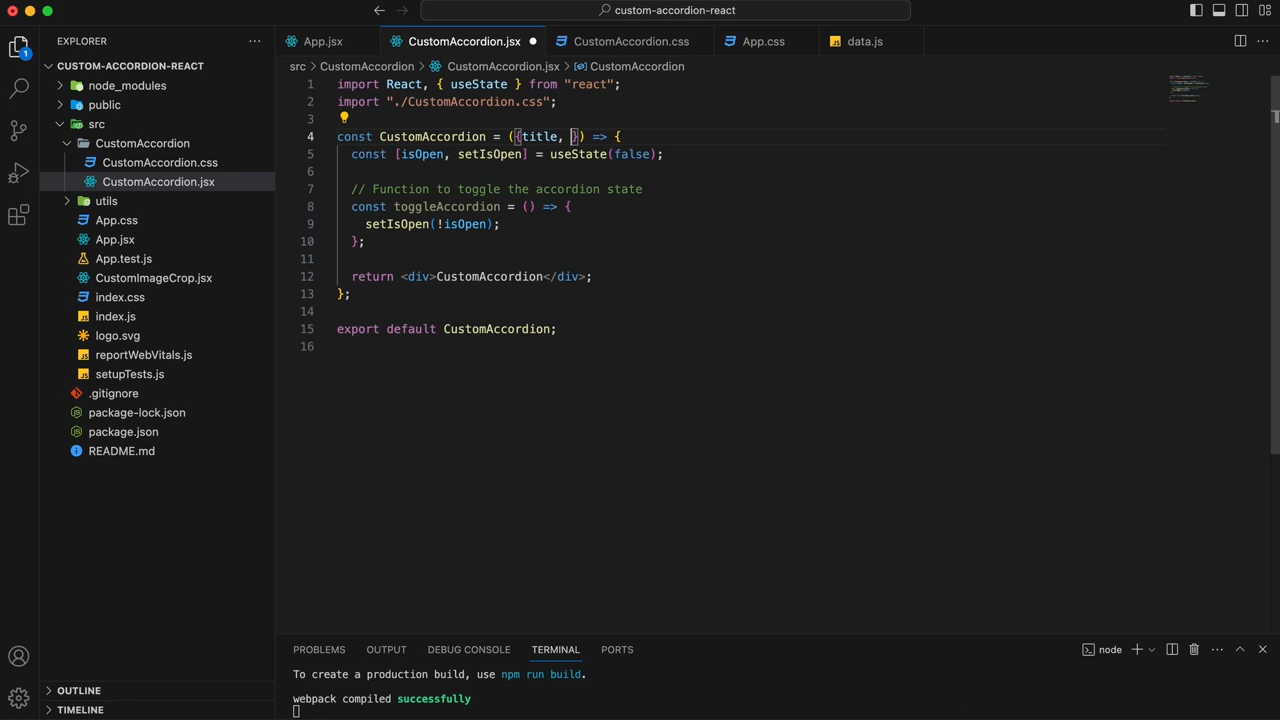 custom-accordion-react
EXPLORER
App.jsx
CustomAccordion.jsx
CustomAccordion.css
App.css
data.js
CUSTOM-ACCORDION-REACT
src > CustomAccordion > CustomAccordion.jsx > CustomAccordion
node_modules
public
src
CustomAccordion
CustomAccordion.css
CustomAccordion.jsx
utils
App.css
App.jsx
App.test.js
CustomImageCrop.jsx
index.css
index.js
logo.svg
reportWebVitals.js
setupTests.js
.gitignore
package-lock.json
package.json
README.md
OUTLINE
TIMELINE
1
1 import React, { useState } from "react";
2 import "./CustomAccordion.css";
3
4 const CustomAccordion = ({title, }) => {
5 const [isOpen, setIsOpen] = useState(false);
6
7 // Function to toggle the accordion state
8 const toggleAccordion = () => {
9 setIsOpen(!isOpen);
10 };
11
12 return <div>CustomAccordion</div>;
13 };
14
15 export default CustomAccordion;
16
PROBLEMS
OUTPUT
DEBUG CONSOLE
TERMINAL
PORTS
node
To create a production build, use npm run build.
webpack compiled successfully